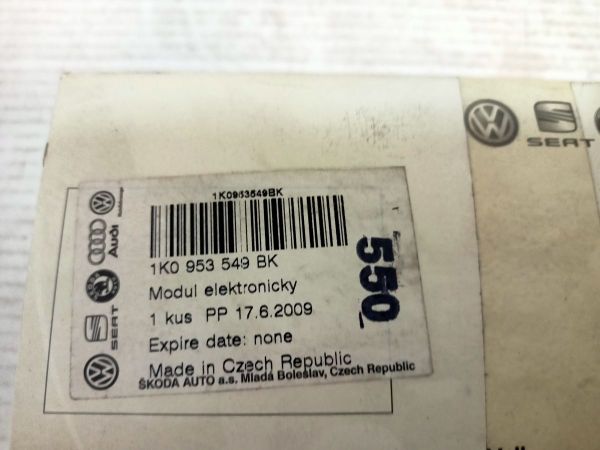 1K0953549BK
1K0 953 549 BK
Modul elektronicky
1 kus PP 17.6.2009
Expire date: none
Made in Czech Republic
ŠKODA AUTO a.s. Mladá Boleslav, Czech Republic
550
Audi
SEAT
SEAT